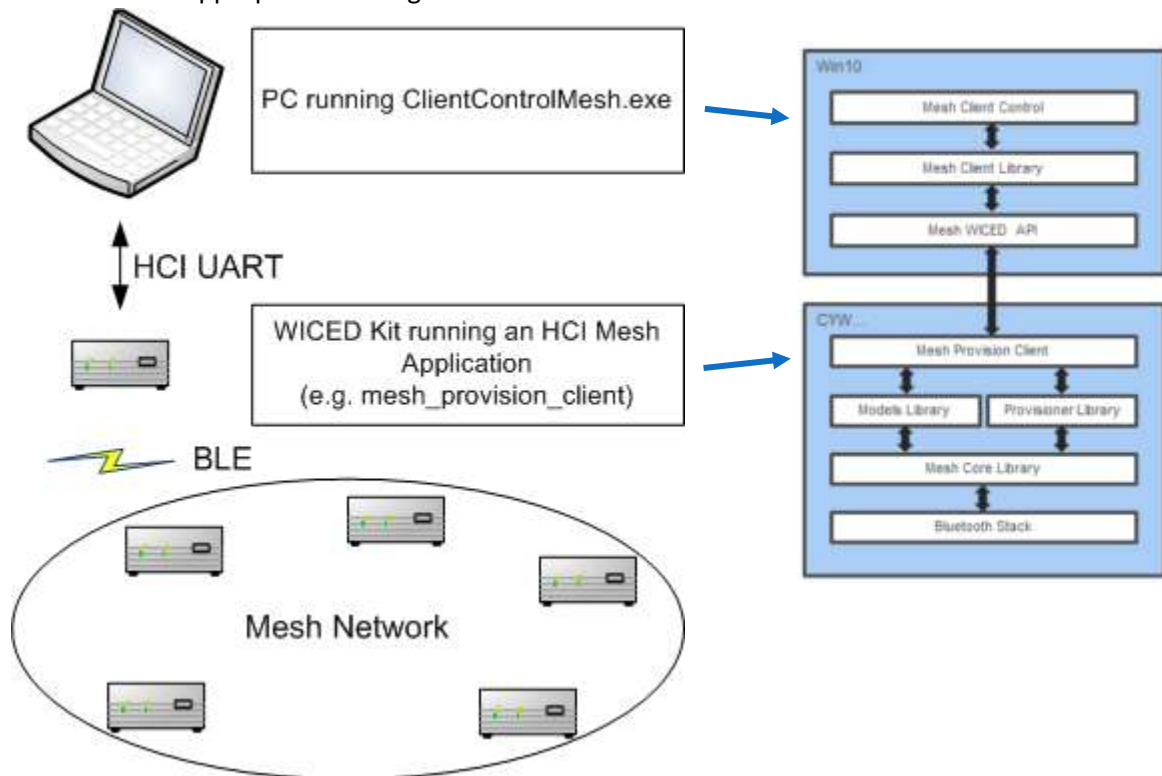 PC running ClientControlMesh.exe
HCI UART
WICED Kit running an HCI Mesh
Application
(e.g. mesh_provision_client)
BLE
Mesh Network
Win10
Mesh Client Control
Mesh Client Library
Mesh WICED API
CYW...
Mesh Provision Client
Models Library
Provisioner Library
Mesh Core Library
Bluetooth Stack